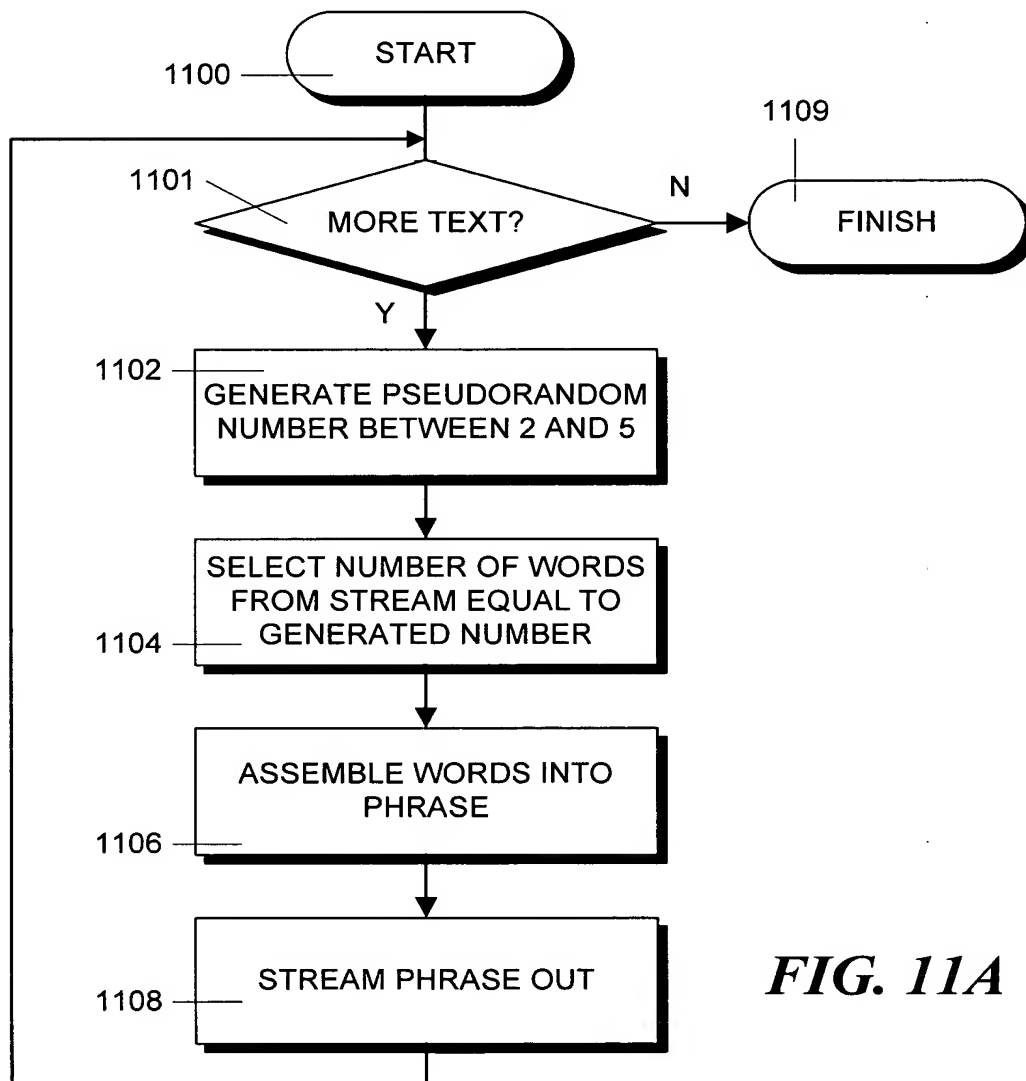 START
1100
1109
1101
N
MORE TEXT?
FINISH
Y
1102
GENERATE PSEUDORANDOM
NUMBER BETWEEN 2 AND 5
SELECT NUMBER OF WORDS
FROM STREAM EQUAL TO
GENERATED NUMBER
1104
ASSEMBLE WORDS INTO
PHRASE
1106
STREAM PHRASE OUT
1108
FIG. 11A